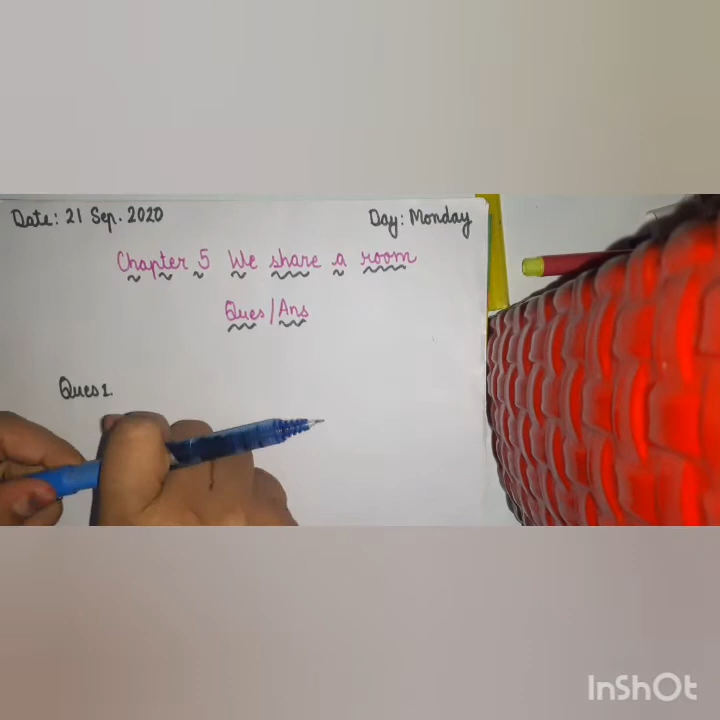 Date: 21 Sep. 2020 Day: Monday
Chapter 5 We share a room
Ques/Ans
Ques 1.
InShOt